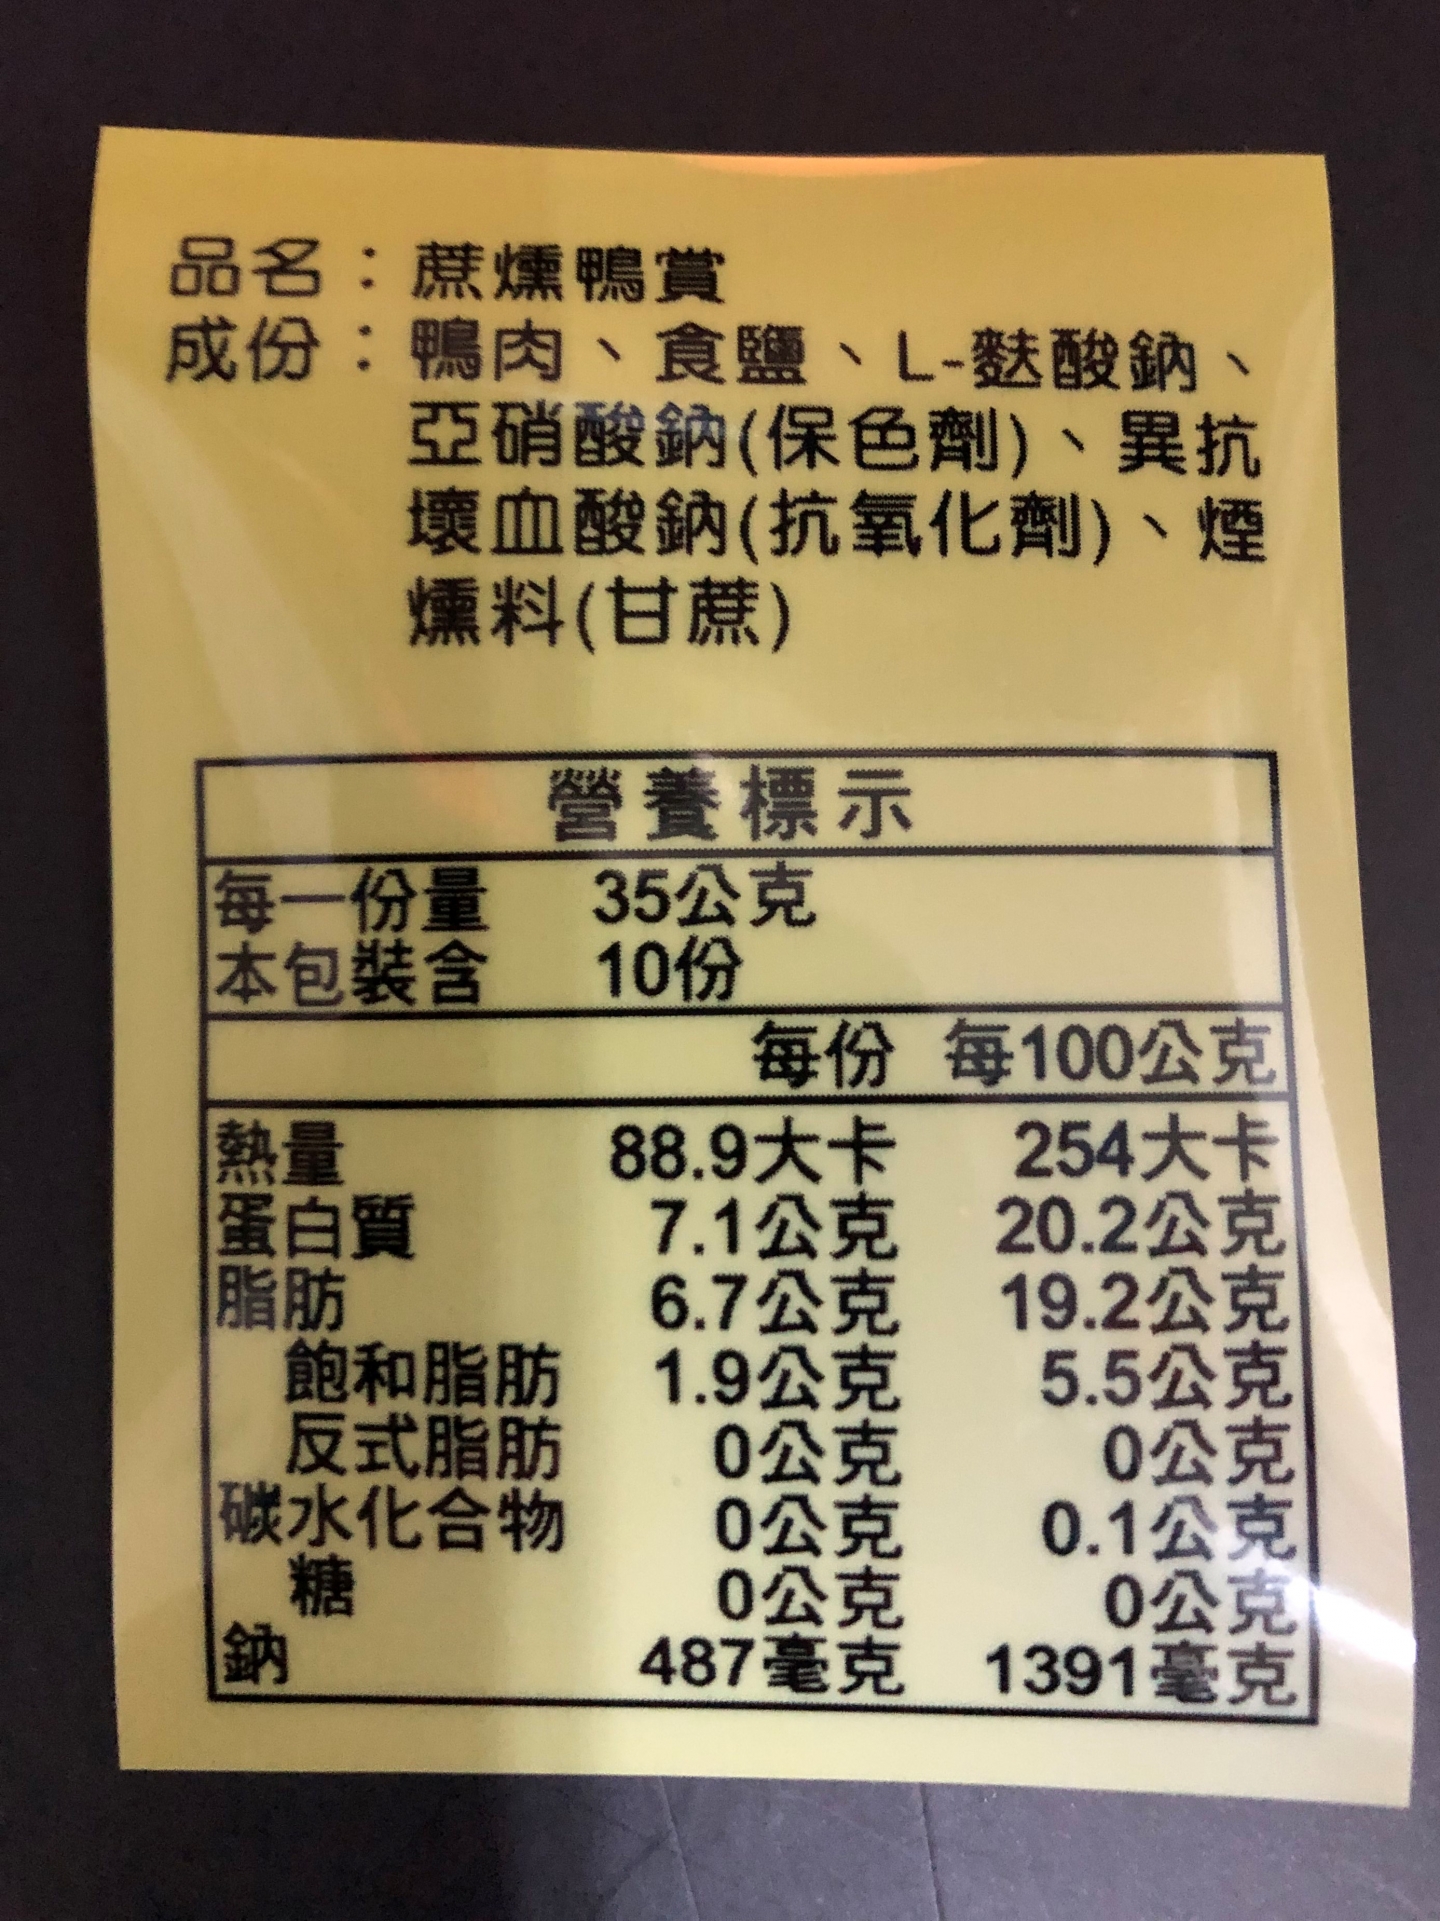 品名：蔗燻鴨賞
成份：鴨肉、食鹽、L-麩酸鈉、
亞硝酸鈉(保色劑)、異抗
壞血酸鈉(抗氧化劑)、煙
燻料(甘蔗)
營養標示
每一份量 35公克
本包裝含 10份
每份 每100公克
熱量 88.9大卡 254大卡
蛋白質 7.1公克 20.2公克
脂肪 6.7公克 19.2公克
飽和脂肪 1.9公克 5.5公克
反式脂肪 0公克 0公克
碳水化合物 0公克 0.1公克
糖 0公克 0公克
鈉 487毫克 1391毫克